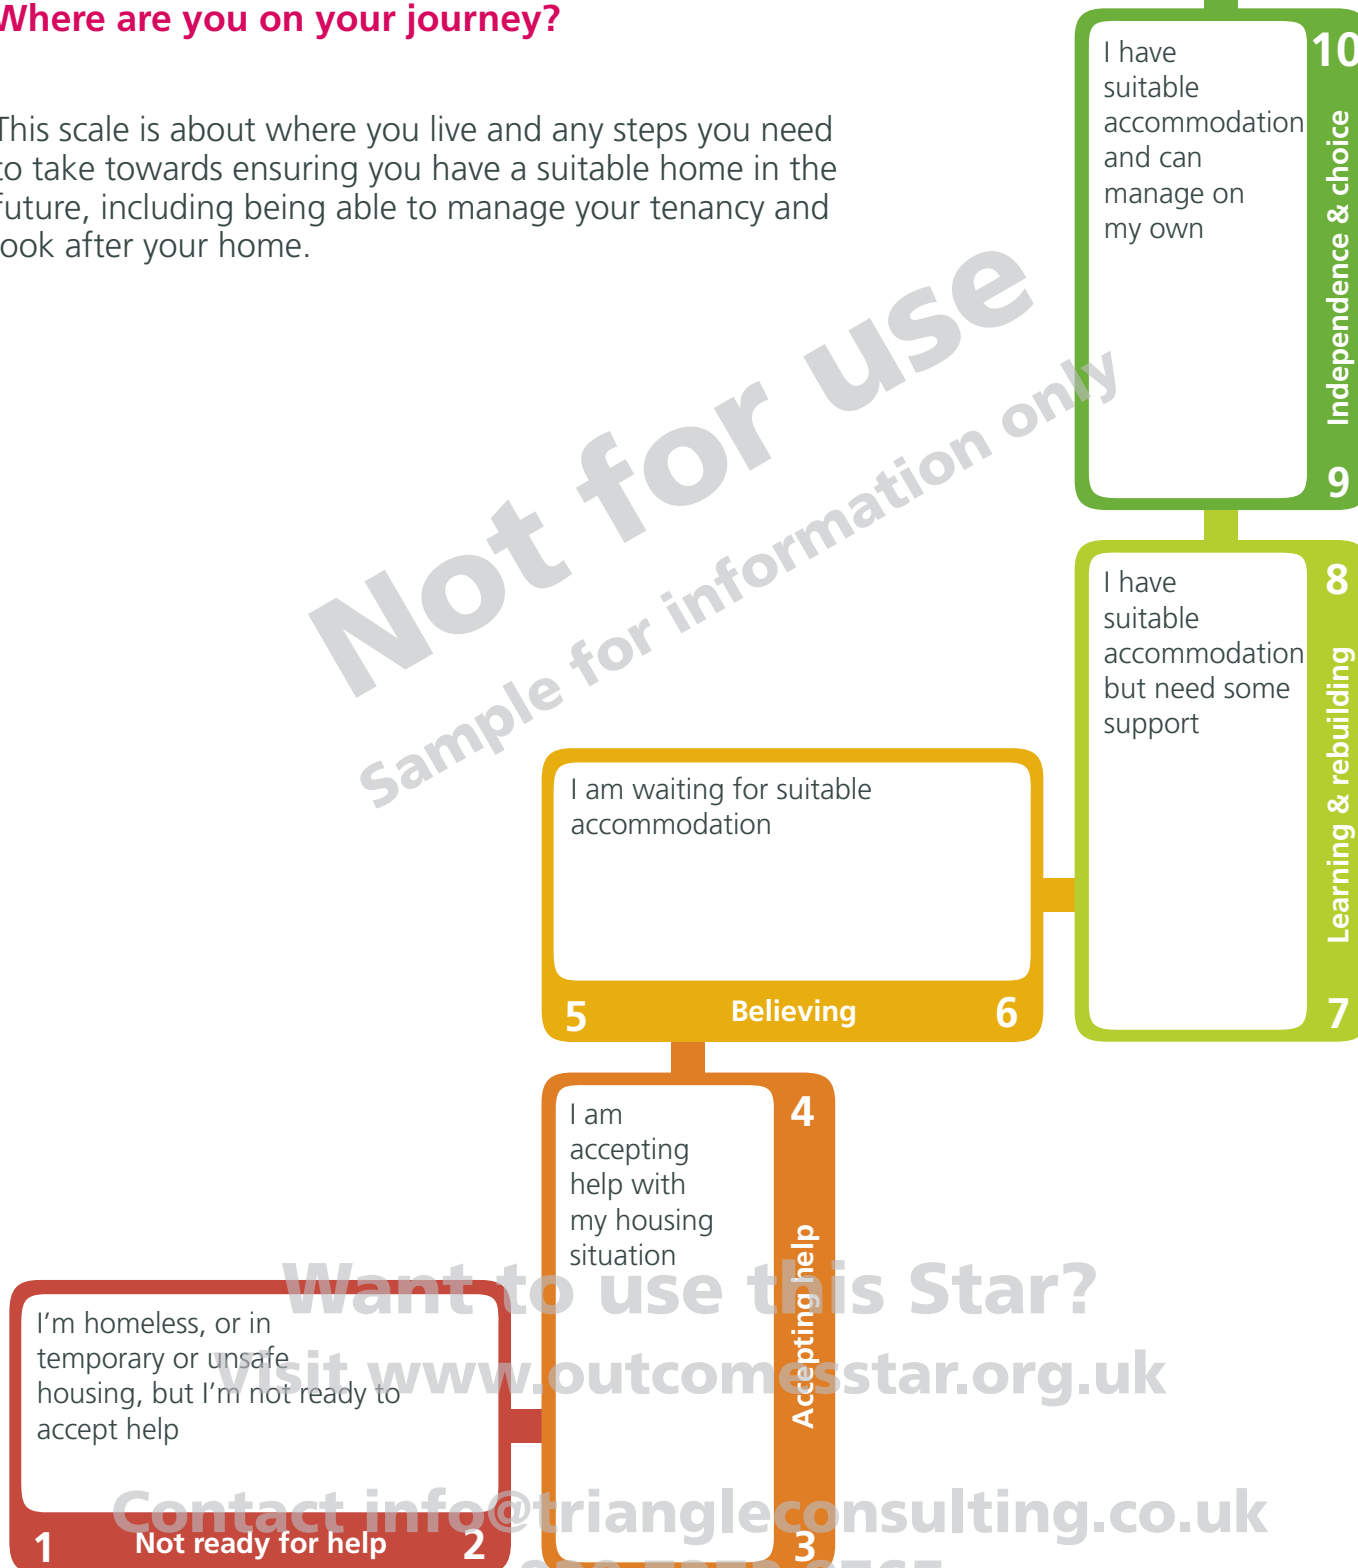 Where are you on your journey?
This scale is about where you live and any steps you need
to take towards ensuring you have a suitable home in the
future, including being able to manage your tenancy and
look after your home.
I have
suitable
accommodation
and can
manage on
my own
10
Independence & choice
9
Not for use
Sample for information only
I have
suitable
accommodation
but need some
support
8
Learning & rebuilding
7
I am waiting for suitable
accommodation
5 Believing 6
I am
accepting
help with
my housing
situation
4
Accepting help
3
Want to use this Star?
Visit www.outcomesstar.org.uk
I'm homeless, or in
temporary or unsafe
housing, but I'm not ready to
accept help
1 Not ready for help 2
Contact info@triangleconsulting.co.uk